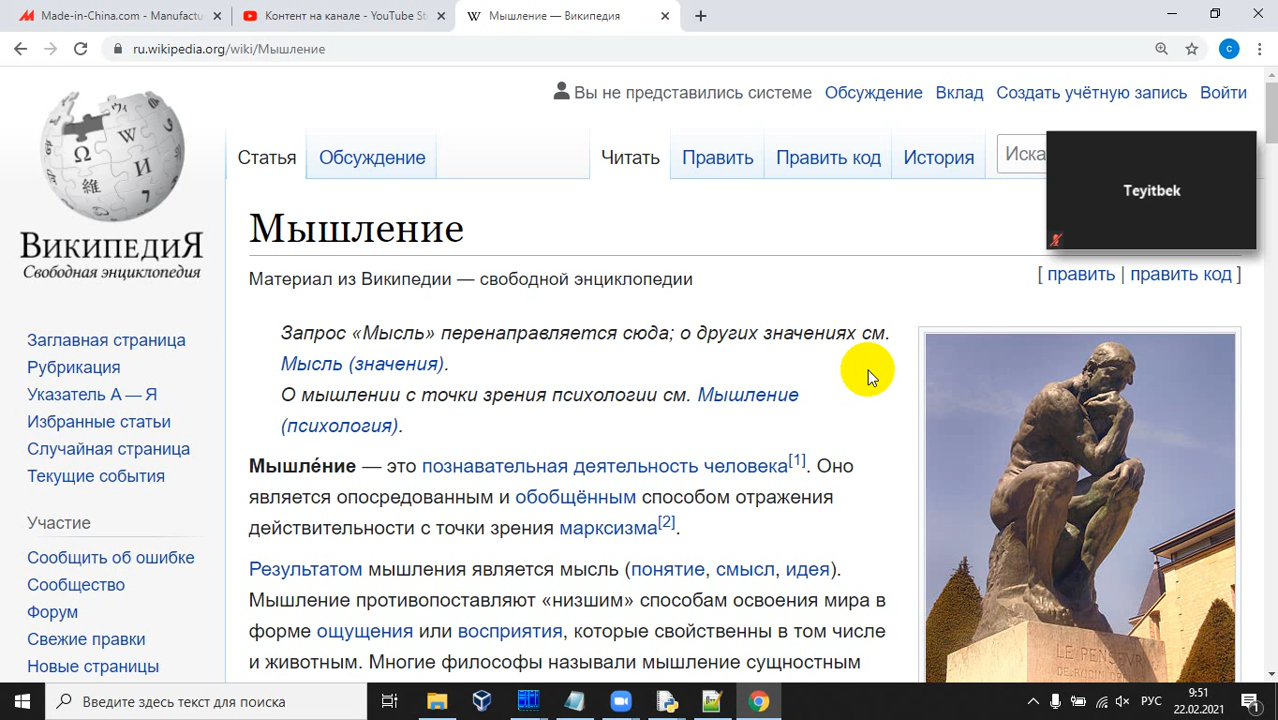 Made-in-China.com - Manufactu
Контент на канале - YouTube St
Мышление — Википедия
ru.wikipedia.org/wiki/Мышление
c
Вы не представились системе Обсуждение Вклад Создать учётную запись Войти
Статья Обсуждение Читать Править Править код История Иска
Teyitbek
ВИКИПЕДИЯ
Свободная энциклопедия
Мышление
Материал из Википедии — свободной энциклопедии
[ править | править код ]
Запрос «Мысль» перенаправляется сюда; о других значениях см.
Мысль (значения).
О мышлении с точки зрения психологии см. Мышление
(психология).
Мышле́ние — это познавательная деятельность человека[1]. Оно
является опосредованным и обобщённым способом отражения
действительности с точки зрения марксизма[2].
Результатом мышления является мысль (понятие, смысл, идея).
Мышление противопоставляют «низшим» способам освоения мира в
форме ощущения или восприятия, которые свойственны в том числе
и животным. Многие философы называли мышление сущностным
Заглавная страница
Рубрикация
Указатель А — Я
Избранные статьи
Случайная страница
Текущие события
Участие
Сообщить об ошибке
Сообщество
Форум
Свежие правки
Новые страницы
LE PENSEUR
Введите здесь текст для поиска
РУС
9:51
22.02.2021
1